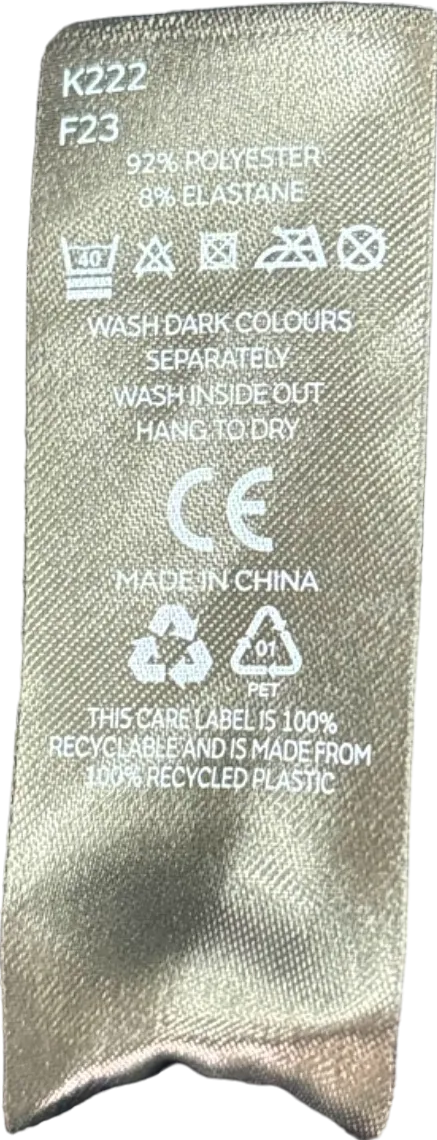 K222
F23
92% POLYESTER
8% ELASTANE
40
WASH DARK COLOURS
SEPARATELY
WASH INSIDE OUT
HANG TO DRY
CE
MADE IN CHINA
01
PET
THIS CARE LABEL IS 100%
RECYCLABLE AND IS MADE FROM
100% RECYCLED PLASTIC